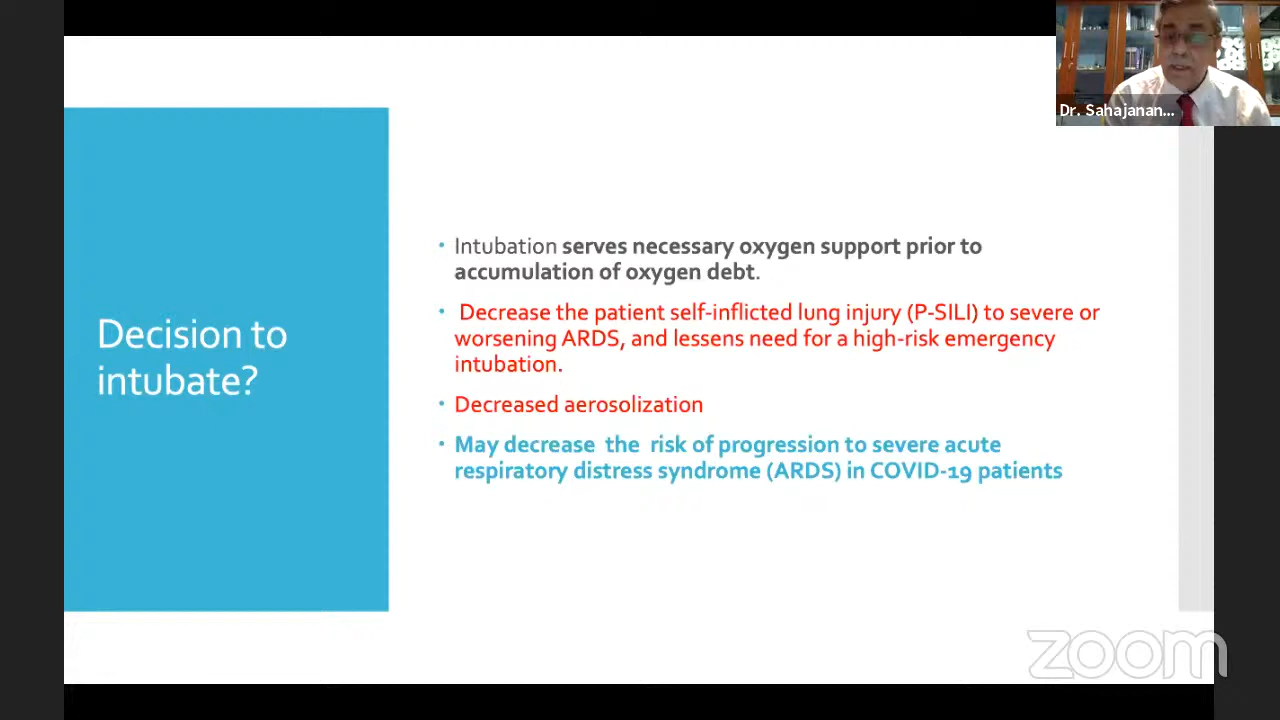 Dr. Sahajanan...
Decision to
intubate?
• Intubation serves necessary oxygen support prior to
accumulation of oxygen debt.
• Decrease the patient self-inflicted lung injury (P-SILI) to severe or
worsening ARDS, and lessens need for a high-risk emergency
intubation.
• Decreased aerosolization
• May decrease the risk of progression to severe acute
respiratory distress syndrome (ARDS) in COVID-19 patients
zoom